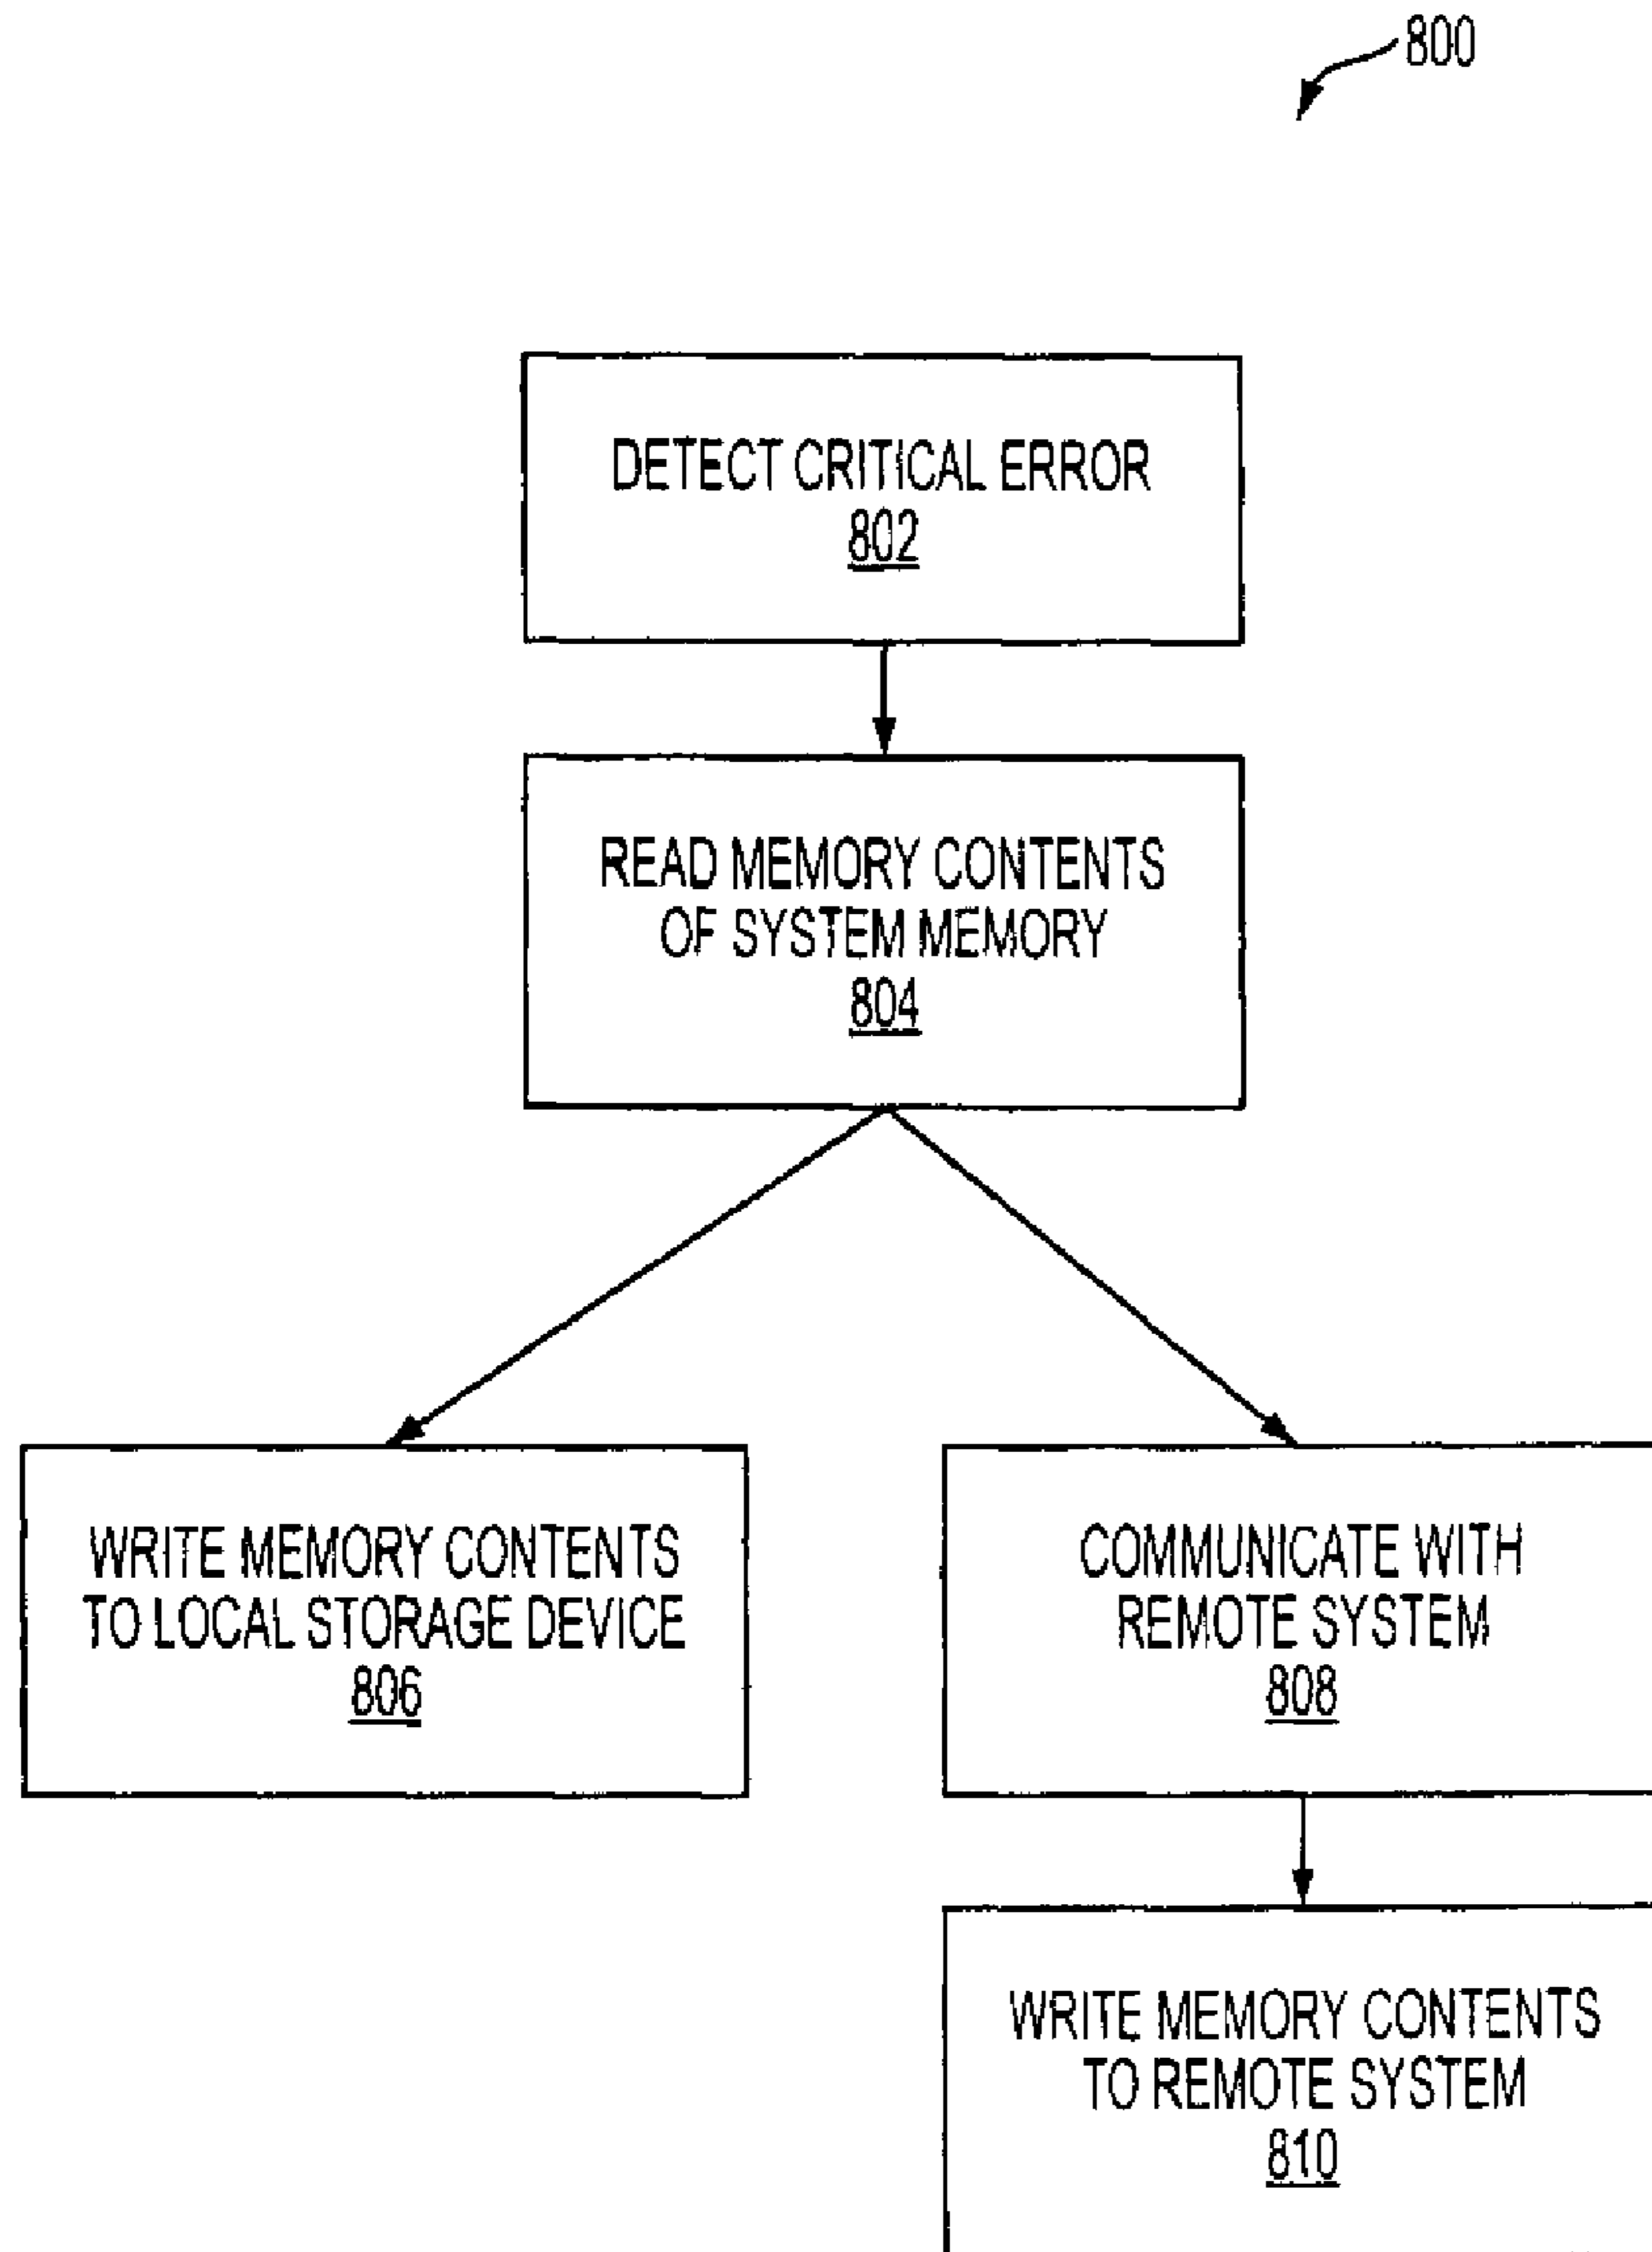 800
DETECT CRITICAL ERROR
802
READ MEMORY CONTENTS
OF SYSTEM MEMORY
804
WRITE MEMORY CONTENTS
TO LOCAL STORAGE DEVICE
806
COMMUNICATE WITH
REMOTE SYSTEM
808
WRITE MEMORY CONTENTS
TO REMOTE SYSTEM
810